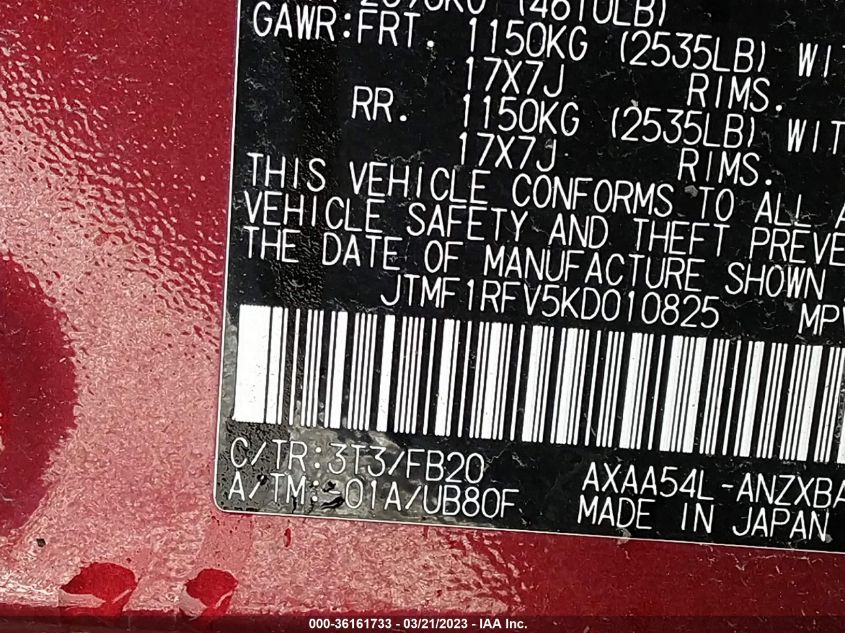 (4610LB)
GAWR:FRT. 1150KG (2535LB)
17X7J RIMS.
RR. 1150KG (2535LB)
17X7J RIMS.
THIS VEHICLE CONFORMS TO ALL
VEHICLE SAFETY AND THEFT
THE DATE OF MANUFACTURE SHOWN
JTMF1RFV5KD010825
C/TR:3T3/FB20 AXAA54L-ANZXBA
A/TM: 01A/UB80F MADE IN JAPAN
000-36161733 - 03/21/2023 - IAA Inc.